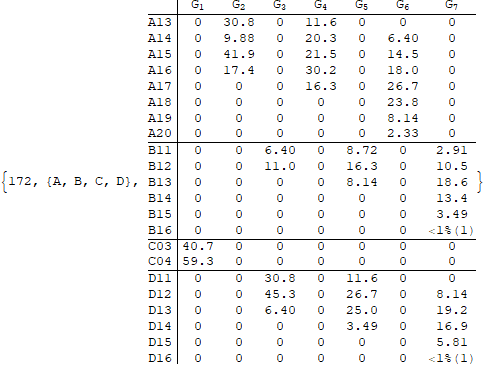 G₁ G₂ G₃ G₄ G₅ G₆ G₇
A13 0 30.8 0 11.6 0 0 0
A14 0 9.88 0 20.3 0 6.40 0
A15 0 41.9 0 21.5 0 14.5 0
A16 0 17.4 0 30.2 0 18.0 0
A17 0 0 0 16.3 0 26.7 0
A18 0 0 0 0 0 23.8 0
A19 0 0 0 0 0 8.14 0
A20 0 0 0 0 0 2.33 0
B11 0 0 6.40 0 8.72 0 2.91
B12 0 0 11.0 0 16.3 0 10.5
{172, {A, B, C, D}, B13 0 0 0 0 8.14 0 18.6 }
B14 0 0 0 0 0 0 13.4
B15 0 0 0 0 0 0 3.49
B16 0 0 0 0 0 0 <1%(1)
C03 40.7 0 0 0 0 0 0
C04 59.3 0 0 0 0 0 0
D11 0 0 30.8 0 11.6 0 0
D12 0 0 45.3 0 26.7 0 8.14
D13 0 0 6.40 0 25.0 0 19.2
D14 0 0 0 0 3.49 0 16.9
D15 0 0 0 0 0 0 5.81
D16 0 0 0 0 0 0 <1%(1)